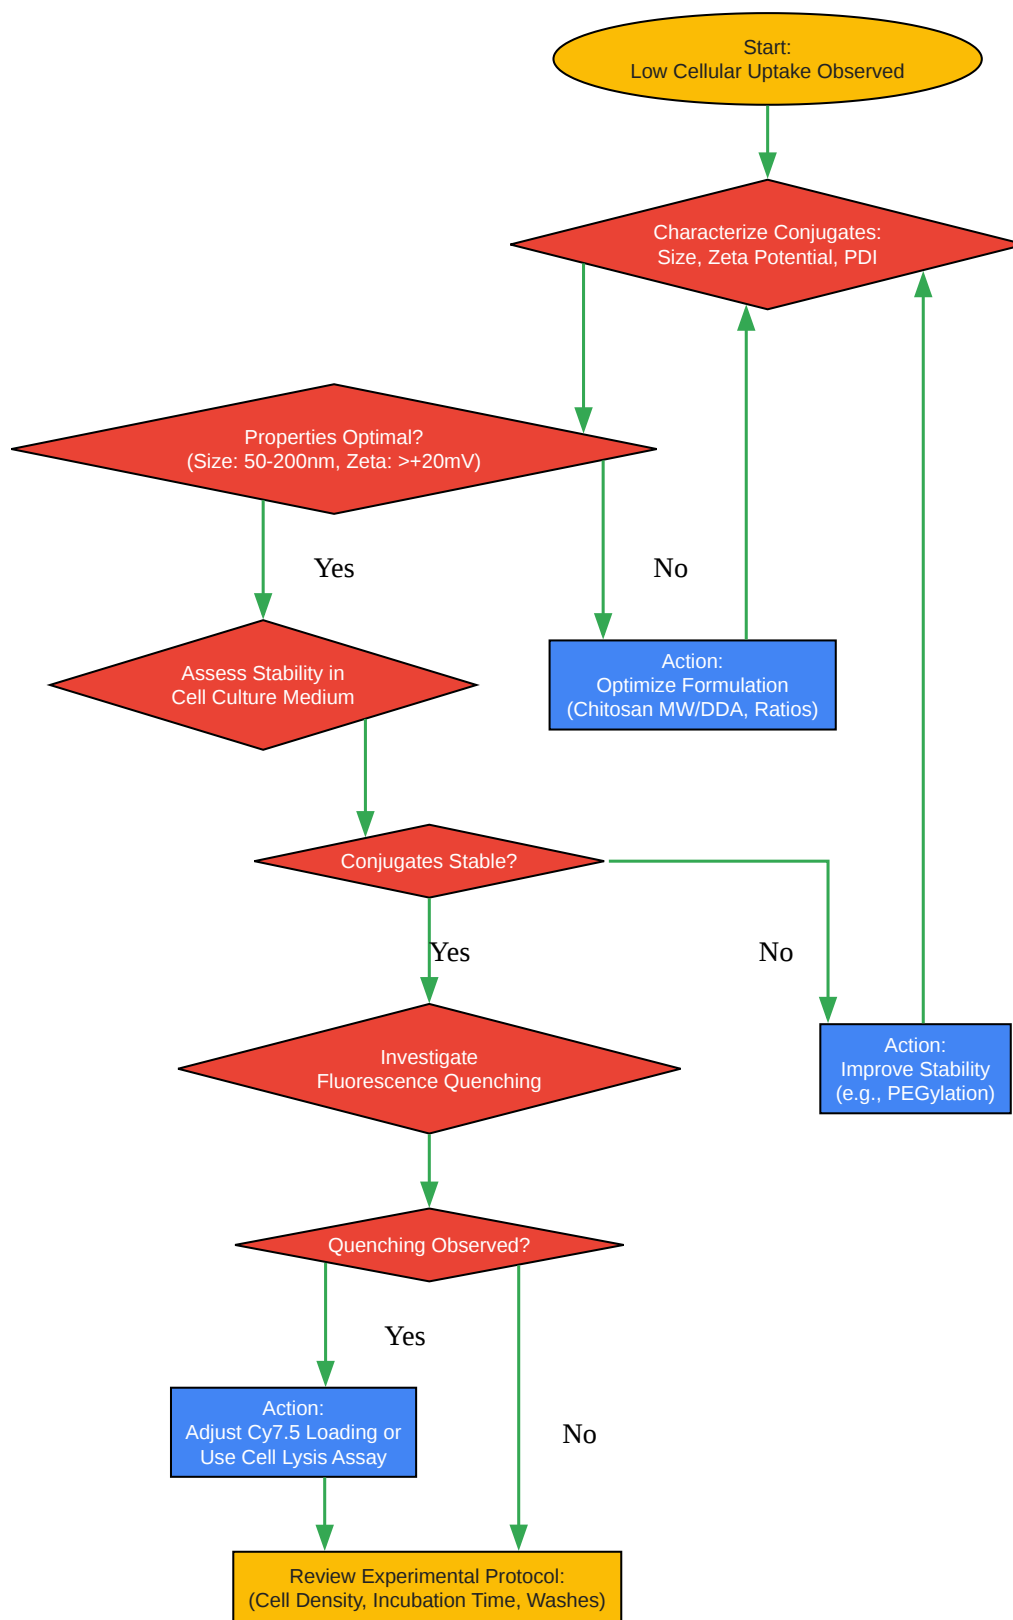 Start:
Low Cellular Uptake Observed
Characterize Conjugates:
Size, Zeta Potential, PDI
Properties Optimal?
(Size: 50-200nm, Zeta: >+20mV)
Yes
No
Assess Stability in
Cell Culture Medium
Action:
Optimize Formulation
(Chitosan MW/DDA, Ratios)
Conjugates Stable?
Yes
No
Investigate
Fluorescence Quenching
Action:
Improve Stability
(e.g., PEGylation)
Quenching Observed?
Yes
Action:
Adjust Cy7.5 Loading or
Use Cell Lysis Assay
No
Review Experimental Protocol:
(Cell Density, Incubation Time, Washes)